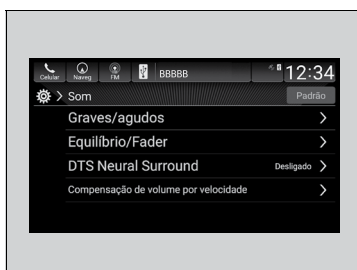 Celular Naveg FM BBBBB 12:34
Som Padrão
Graves/agudos
Equilíbrio/Fader
DTS Neural Surround Desligado
Compensação de volume por velocidade